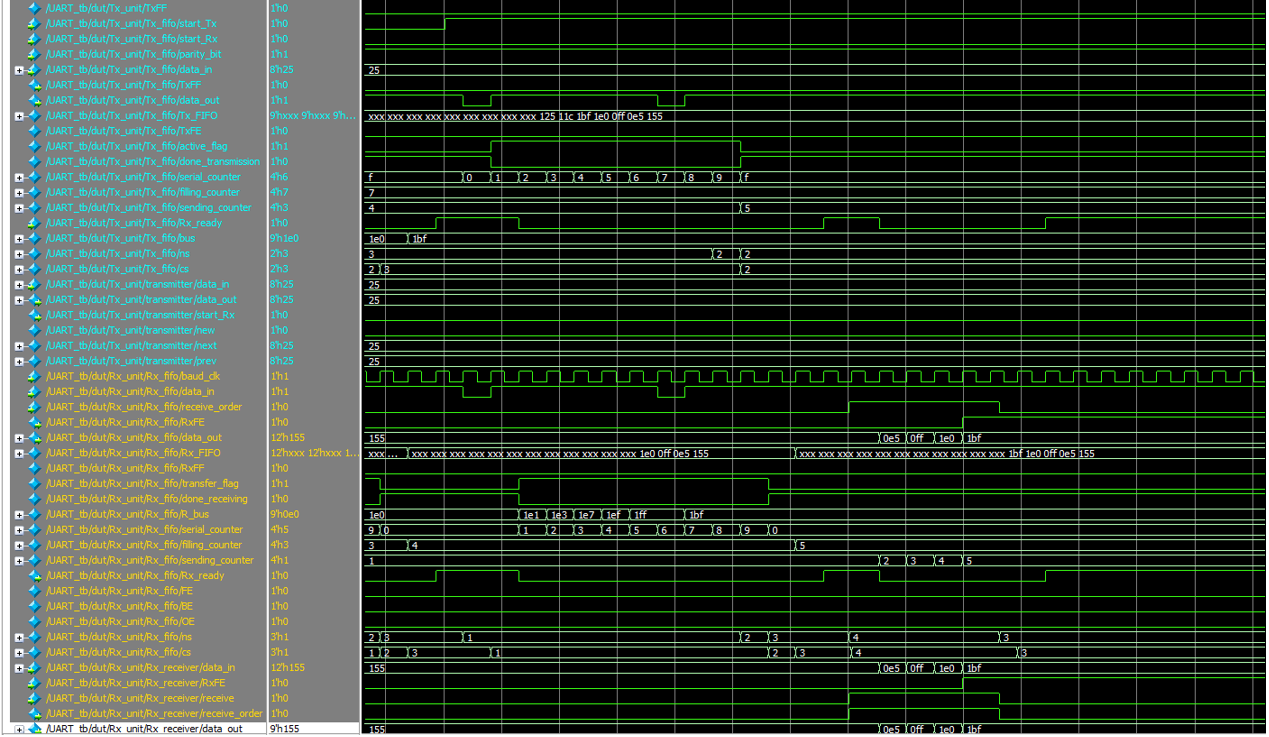 /UART_tb/dut/Tx_unit/TxFF 1'h0
/UART_tb/dut/Tx_unit/Tx_fifo/start_Tx 1'h0
/UART_tb/dut/Tx_unit/Tx_fifo/start_Rx 1'h0
/UART_tb/dut/Tx_unit/Tx_fifo/parity_bit 1'h1
/UART_tb/dut/Tx_unit/Tx_fifo/data_in 8'h25 25
/UART_tb/dut/Tx_unit/Tx_fifo/TxFF 1'h0
/UART_tb/dut/Tx_unit/Tx_fifo/data_out 1'h1
/UART_tb/dut/Tx_unit/Tx_fifo/Tx_FIFO 9'hxxx 9'hxxx 9'h... xxx xxx xxx xxx xxx xxx xxx xxx xxx 125 11c 1bf 1e0 0ff 0e5 155
/UART_tb/dut/Tx_unit/Tx_fifo/TxFE 1'h0
/UART_tb/dut/Tx_unit/Tx_fifo/active_flag 1'h1
/UART_tb/dut/Tx_unit/Tx_fifo/done_transmission 1'h0
/UART_tb/dut/Tx_unit/Tx_fifo/serial_counter 4'h6 f 0 1 2 3 4 5 6 7 8 9 f
/UART_tb/dut/Tx_unit/Tx_fifo/filling_counter 4'h7 7
/UART_tb/dut/Tx_unit/Tx_fifo/sending_counter 4'h3 4 5
/UART_tb/dut/Tx_unit/Tx_fifo/Rx_ready 1'h0
/UART_tb/dut/Tx_unit/Tx_fifo/bus 9'h1e0 1e0 1bf
/UART_tb/dut/Tx_unit/Tx_fifo/ns 2'h3 3 2 2
/UART_tb/dut/Tx_unit/Tx_fifo/cs 2'h3 2 3 2
/UART_tb/dut/Tx_unit/transmitter/data_in 8'h25 25
/UART_tb/dut/Tx_unit/transmitter/data_out 8'h25 25
/UART_tb/dut/Tx_unit/transmitter/start_Rx 1'h0
/UART_tb/dut/Tx_unit/transmitter/new 1'h0
/UART_tb/dut/Tx_unit/transmitter/next 8'h25 25
/UART_tb/dut/Tx_unit/transmitter/prev 8'h25 25
/UART_tb/dut/Rx_unit/Rx_fifo/baud_clk 1'h1
/UART_tb/dut/Rx_unit/Rx_fifo/data_in 1'h1
/UART_tb/dut/Rx_unit/Rx_fifo/receive_order 1'h0
/UART_tb/dut/Rx_unit/Rx_fifo/RxFE 1'h0
/UART_tb/dut/Rx_unit/Rx_fifo/data_out 12'h155 155 0e5 0ff 1e0 1bf
/UART_tb/dut/Rx_unit/Rx_fifo/Rx_FIFO 12'hxxx 12'hxxx 1... xxx ... xxx xxx xxx xxx xxx xxx xxx xxx xxx xxx xxx xxx 1e0 0ff 0e5 155 xxx xxx xxx xxx xxx xxx xxx xxx xxx xxx xxx 1bf 1e0 0ff 0e5 155
/UART_tb/dut/Rx_unit/Rx_fifo/RxFF 1'h0
/UART_tb/dut/Rx_unit/Rx_fifo/transfer_flag 1'h1
/UART_tb/dut/Rx_unit/Rx_fifo/done_receiving 1'h0
/UART_tb/dut/Rx_unit/Rx_fifo/R_bus 9'h0e0 1e0 1e1 1e3 1e7 1ef 1ff 1bf
/UART_tb/dut/Rx_unit/Rx_fifo/serial_counter 4'h5 9 0 1 2 3 4 5 6 7 8 9 0
/UART_tb/dut/Rx_unit/Rx_fifo/filling_counter 4'h3 3 4 5
/UART_tb/dut/Rx_unit/Rx_fifo/sending_counter 4'h1 1 2 3 4 5
/UART_tb/dut/Rx_unit/Rx_fifo/Rx_ready 1'h0
/UART_tb/dut/Rx_unit/Rx_fifo/FE 1'h0
/UART_tb/dut/Rx_unit/Rx_fifo/BE 1'h0
/UART_tb/dut/Rx_unit/Rx_fifo/OE 1'h0
/UART_tb/dut/Rx_unit/Rx_fifo/ns 3'h1 2 3 1 2 3 4 3
/UART_tb/dut/Rx_unit/Rx_fifo/cs 3'h1 1 2 3 1 2 3 4 3
/UART_tb/dut/Rx_unit/Rx_receiver/data_in 12'h155 155 0e5 0ff 1e0 1bf
/UART_tb/dut/Rx_unit/Rx_receiver/RxFE 1'h0
/UART_tb/dut/Rx_unit/Rx_receiver/receive 1'h0
/UART_tb/dut/Rx_unit/Rx_receiver/receive_order 1'h0
/UART_tb/dut/Rx_unit/Rx_receiver/data_out 9'h155 155 0e5 0ff 1e0 1bf